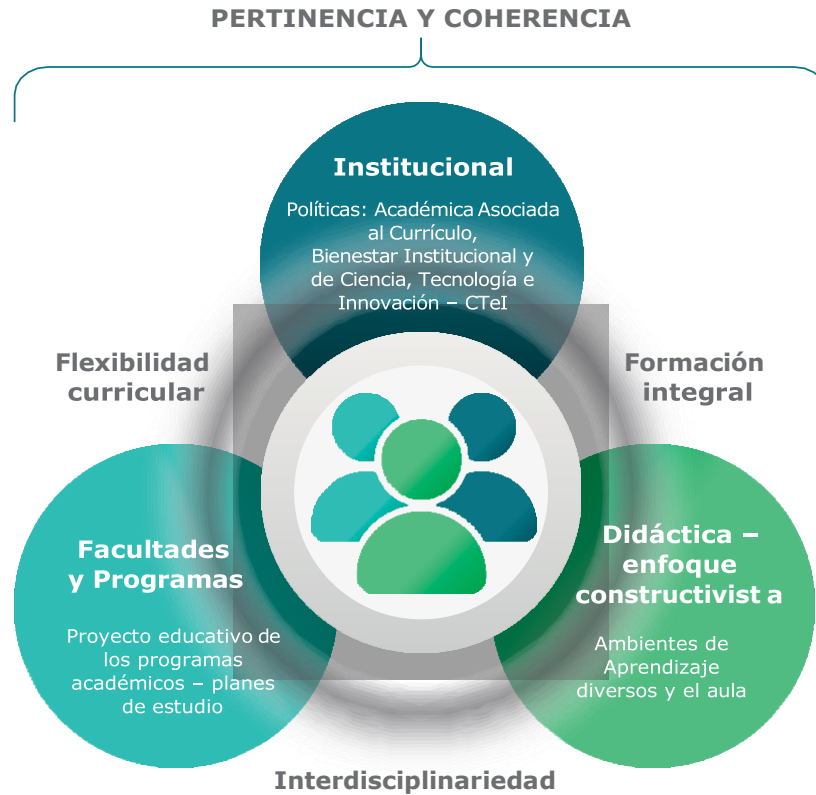 PERTINENCIA Y COHERENCIA
Institucional
Políticas: Académica Asociada
al Currículo,
Bienestar Institucional y
de Ciencia, Tecnología e
Innovación – CTeI
Flexibilidad
curricular
Formación
integral
Facultades
y Programas
Proyecto educativo de
los programas
académicos – planes
de estudio
Didáctica –
enfoque
constructivist a
Ambientes de
Aprendizaje
diversos y el aula
Interdisciplinariedad